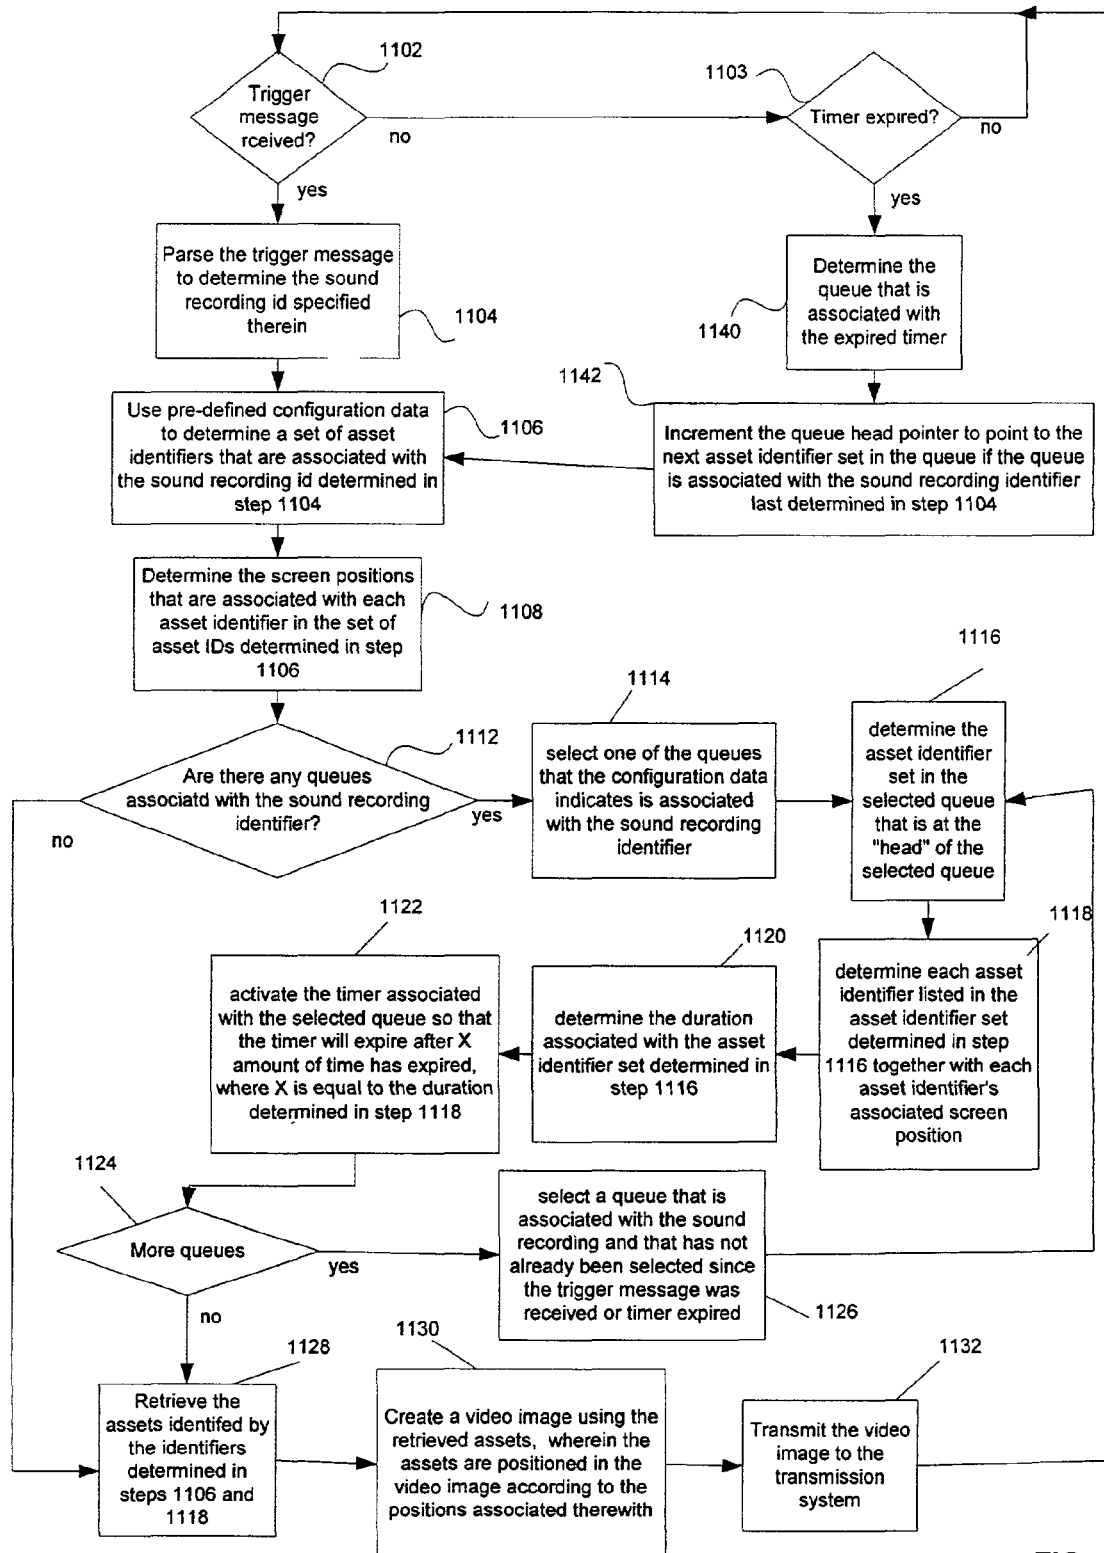 1102
Trigger
message
rceived?
no
yes
1103
Timer expired?
no
yes
Parse the trigger message
to determine the sound
recording id specified
therein
1104
Determine the
queue that is
associated with
the expired timer
1140
1142
Use pre-defined configuration data
to determine a set of asset
identifiers that are associated with
the sound recording id determined in
step 1104
1106
Increment the queue head pointer to point to the
next asset identifier set in the queue if the queue
is associated with the sound recording identifier
last determined in step 1104
Determine the screen positions
that are associated with each
asset identifier in the set of
asset IDs determined in step
1106
1108
1112
Are there any queues
associatd with the sound recording
identifier?
no
yes
1114
select one of the queues
that the configuration data
indicates is associated
with the sound recording
identifier
1116
determine the
asset identifier
set in the
selected queue
that is at the
"head" of the
selected queue
1118
determine each asset
identifier listed in the
asset identifier set
determined in step
1116 together with each
asset identifier's
associated screen
position
1120
determine the duration
associated with the asset
identifier set determined in
step 1116
1122
activate the timer associated
with the selected queue so that
the timer will expire after X
amount of time has expired,
where X is equal to the duration
determined in step 1118
1124
More queues
yes
no
select a queue that is
associated with the sound
recording and that has not
already been selected since
the trigger message was
received or timer expired
1126
1128
Retrieve the
assets identifed by
the identifiers
determined in
steps 1106 and
1118
1130
Create a video image using the
retrieved assets, wherein the
assets are positioned in the
video image according to the
positions associated therewith
1132
Transmit the video
image to the
transmission
system